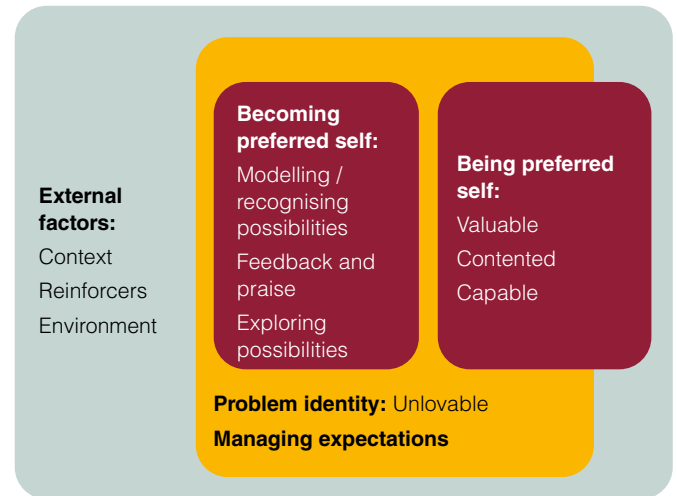 External
factors:
Context
Reinforcers
Environment
Becoming
preferred self:
Modelling /
recognising
possibilities
Feedback and
praise
Exploring
possibilities
Being preferred
self:
Valuable
Contented
Capable
Problem identity: Unlovable
Managing expectations